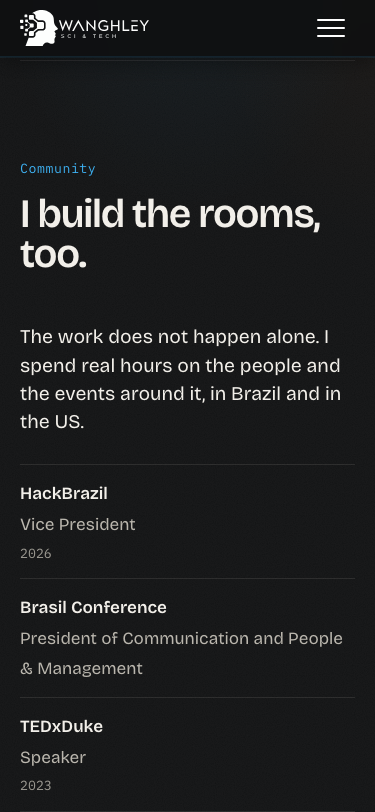 WANGHLEY
SCI & TECH
Community
I build the rooms,
too.
The work does not happen alone. I
spend real hours on the people and
the events around it, in Brazil and in
the US.
HackBrazil
Vice President
2026
Brasil Conference
President of Communication and People
& Management
TEDxDuke
Speaker
2023